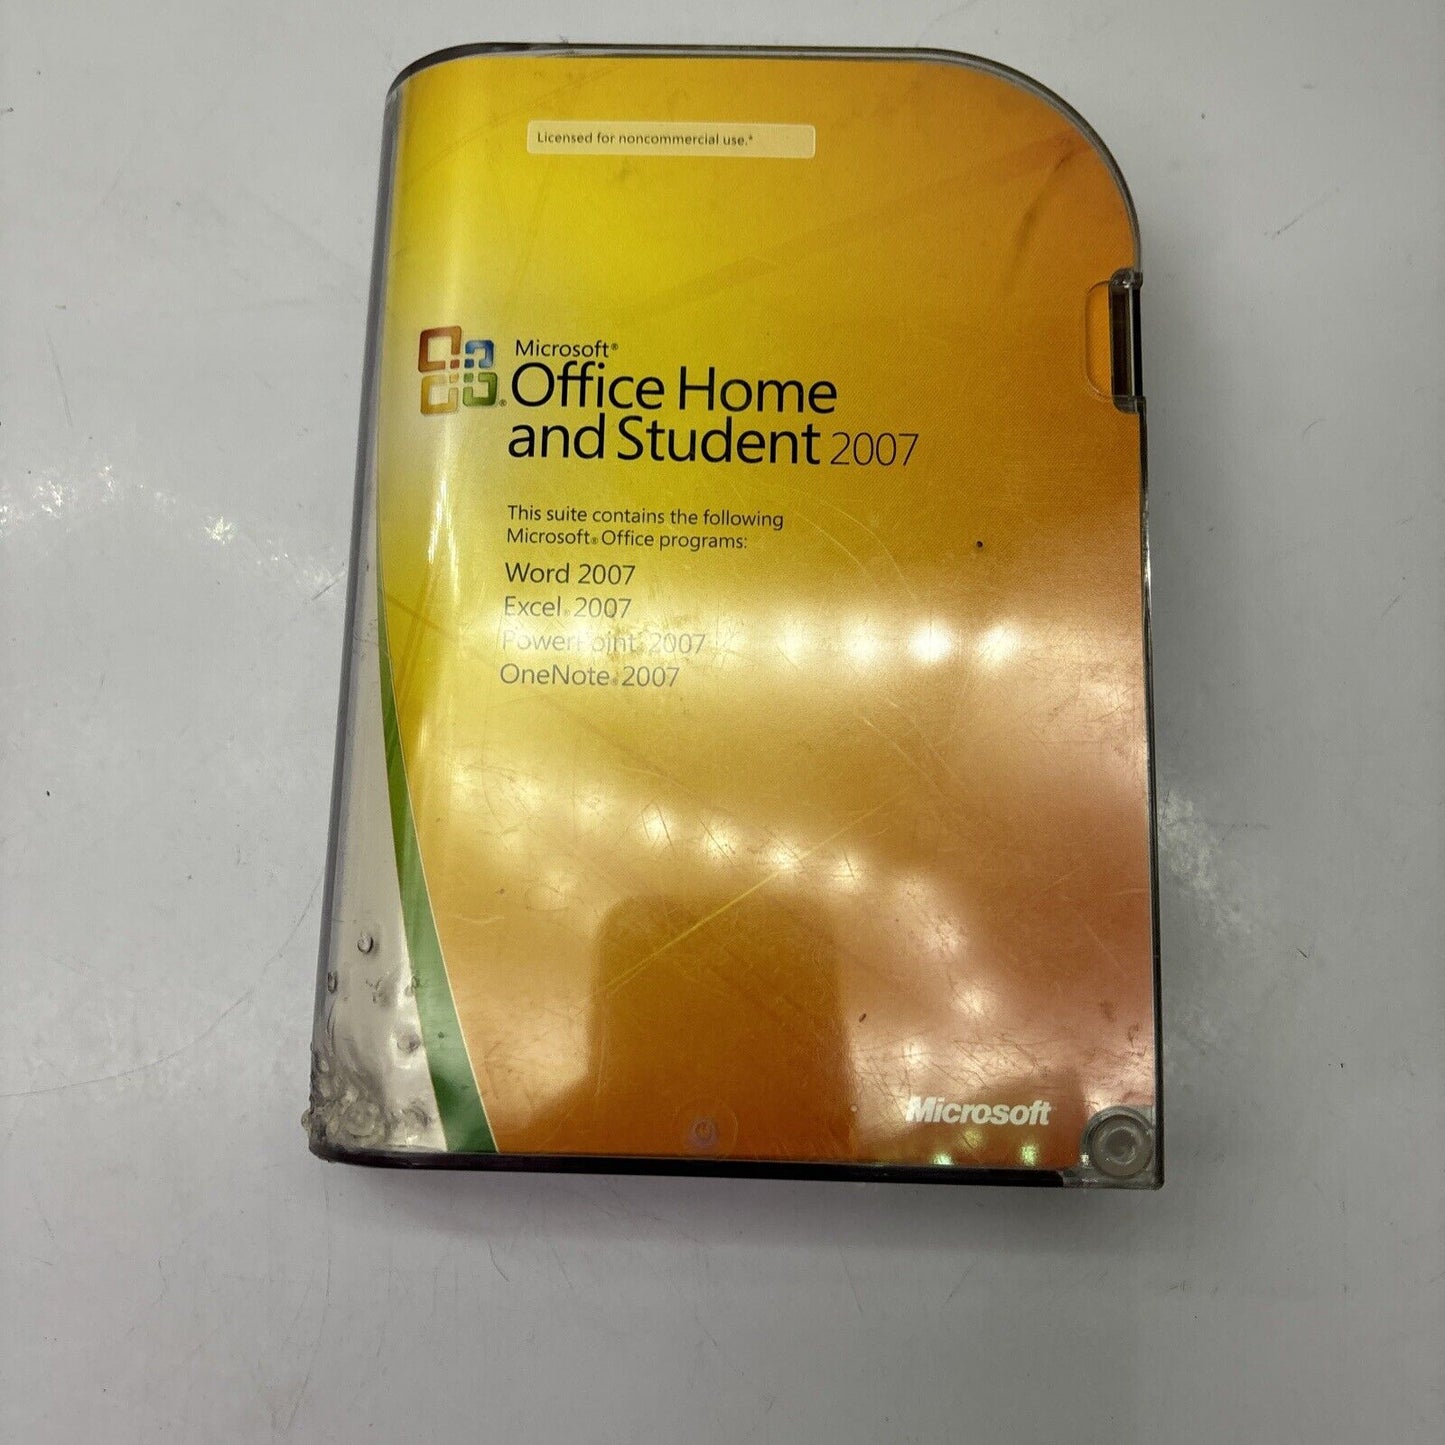 Licensed for noncommercial use.*
Microsoft®
Office Home
and Student 2007
This suite contains the following
Microsoft® Office programs:
Word 2007
Excel® 2007
PowerPoint® 2007
OneNote® 2007
Microsoft